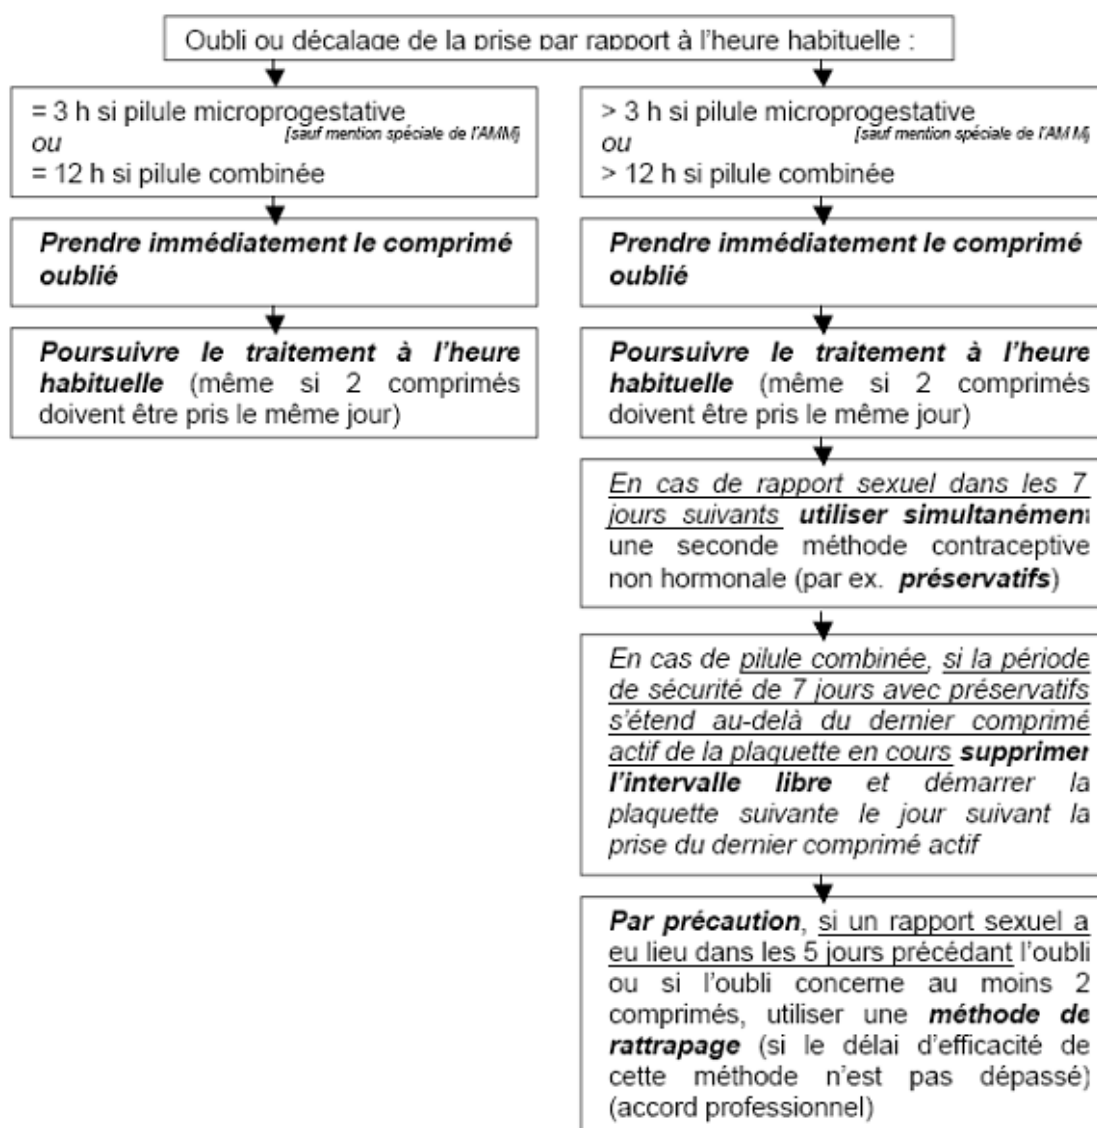 Oubli ou décalage de la prise par rapport à l'heure habituelle :
= 3 h si pilule microprogestative
[sauf mention spéciale de l'AMM]
ou
= 12 h si pilule combinée
> 3 h si pilule microprogestative
[sauf mention spéciale de l'AMM]
ou
> 12 h si pilule combinée
Prendre immédiatement le comprimé
oublié
Prendre immédiatement le comprimé
oublié
Poursuivre le traitement à l'heure
habituelle (même si 2 comprimés
doivent être pris le même jour)
Poursuivre le traitement à l'heure
habituelle (même si 2 comprimés
doivent être pris le même jour)
En cas de rapport sexuel dans les 7
jours suivants utiliser simultanément
une seconde méthode contraceptive
non hormonale (par ex. préservatifs)
En cas de pilule combinée, si la période
de sécurité de 7 jours avec préservatifs
s'étend au-delà du dernier comprimé
actif de la plaquette en cours supprimer
l'intervalle libre et démarrer la
plaquette suivante le jour suivant la
prise du dernier comprimé actif
Par précaution, si un rapport sexuel a
eu lieu dans les 5 jours précédant l'oubli
ou si l'oubli concerne au moins 2
comprimés, utiliser une méthode de
rattrapage (si le délai d'efficacité de
cette méthode n'est pas dépassé)
(accord professionnel)